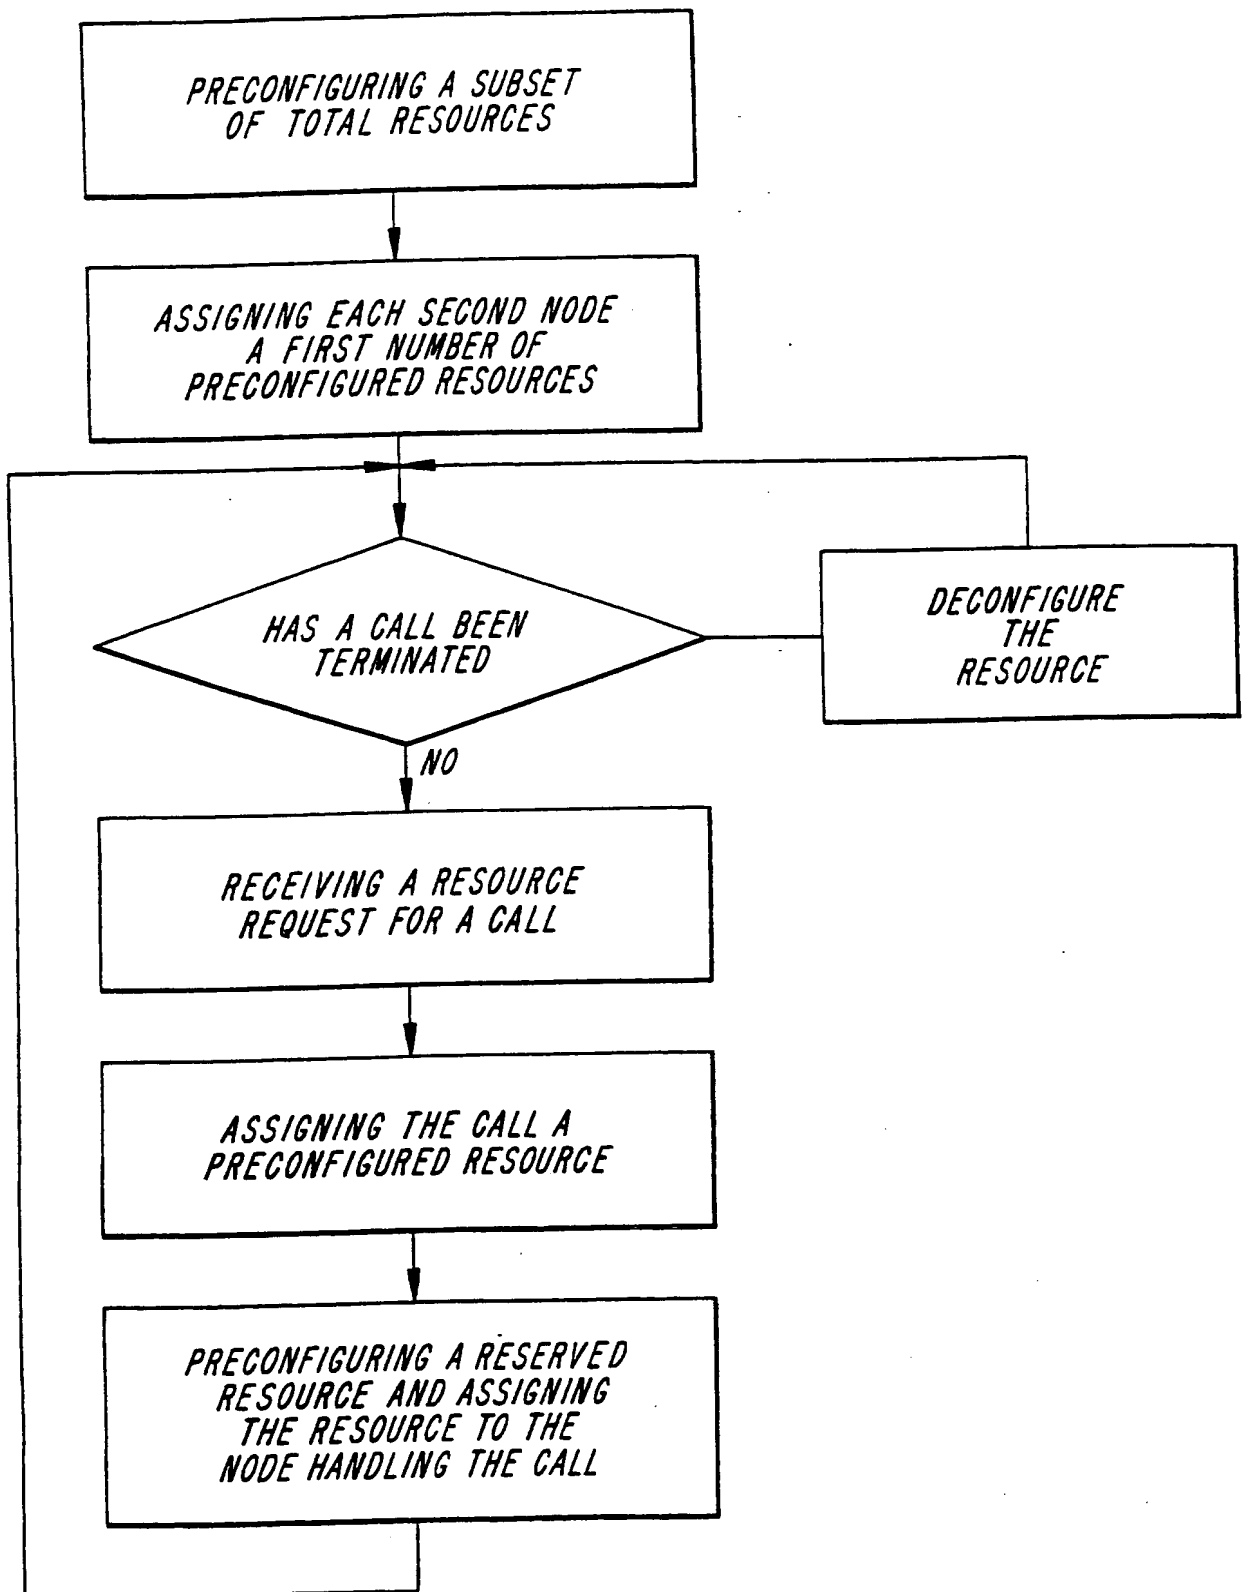 PRECONFIGURING A SUBSET
OF TOTAL RESOURCES
ASSIGNING EACH SECOND NODE
A FIRST NUMBER OF
PRECONFIGURED RESOURCES
HAS A CALL BEEN
TERMINATED
DECONFIGURE
THE
RESOURCE
NO
RECEIVING A RESOURCE
REQUEST FOR A CALL
ASSIGNING THE CALL A
PRECONFIGURED RESOURCE
PRECONFIGURING A RESERVED
RESOURCE AND ASSIGNING
THE RESOURCE TO THE
NODE HANDLING THE CALL